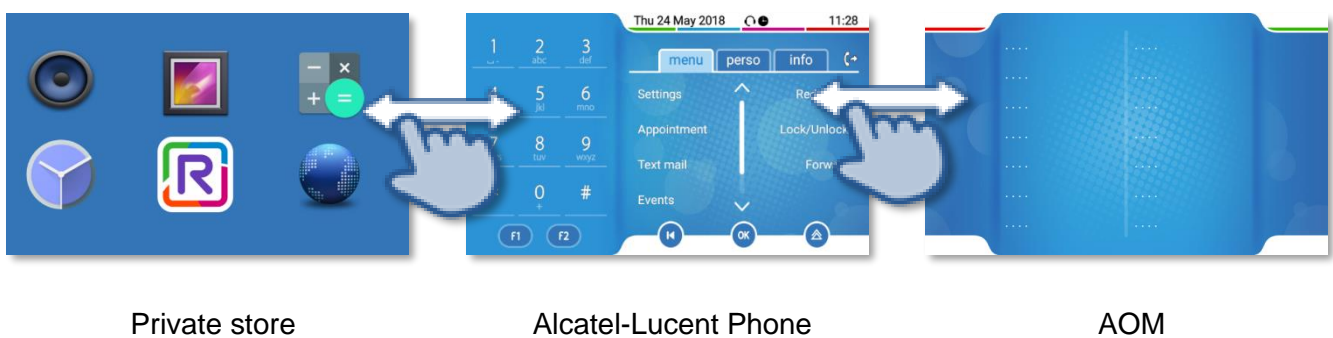 Thu 24 May 2018 11:28
1 2 abc 3 def
menu perso info
5 jkl 6 mno
Settings
Appointment Lock/Unlock
8 tuv 9 wxyz
Text mail
0 + #
Events
F1 F2 OK
R
− ×
+ =
Private store Alcatel-Lucent Phone AOM